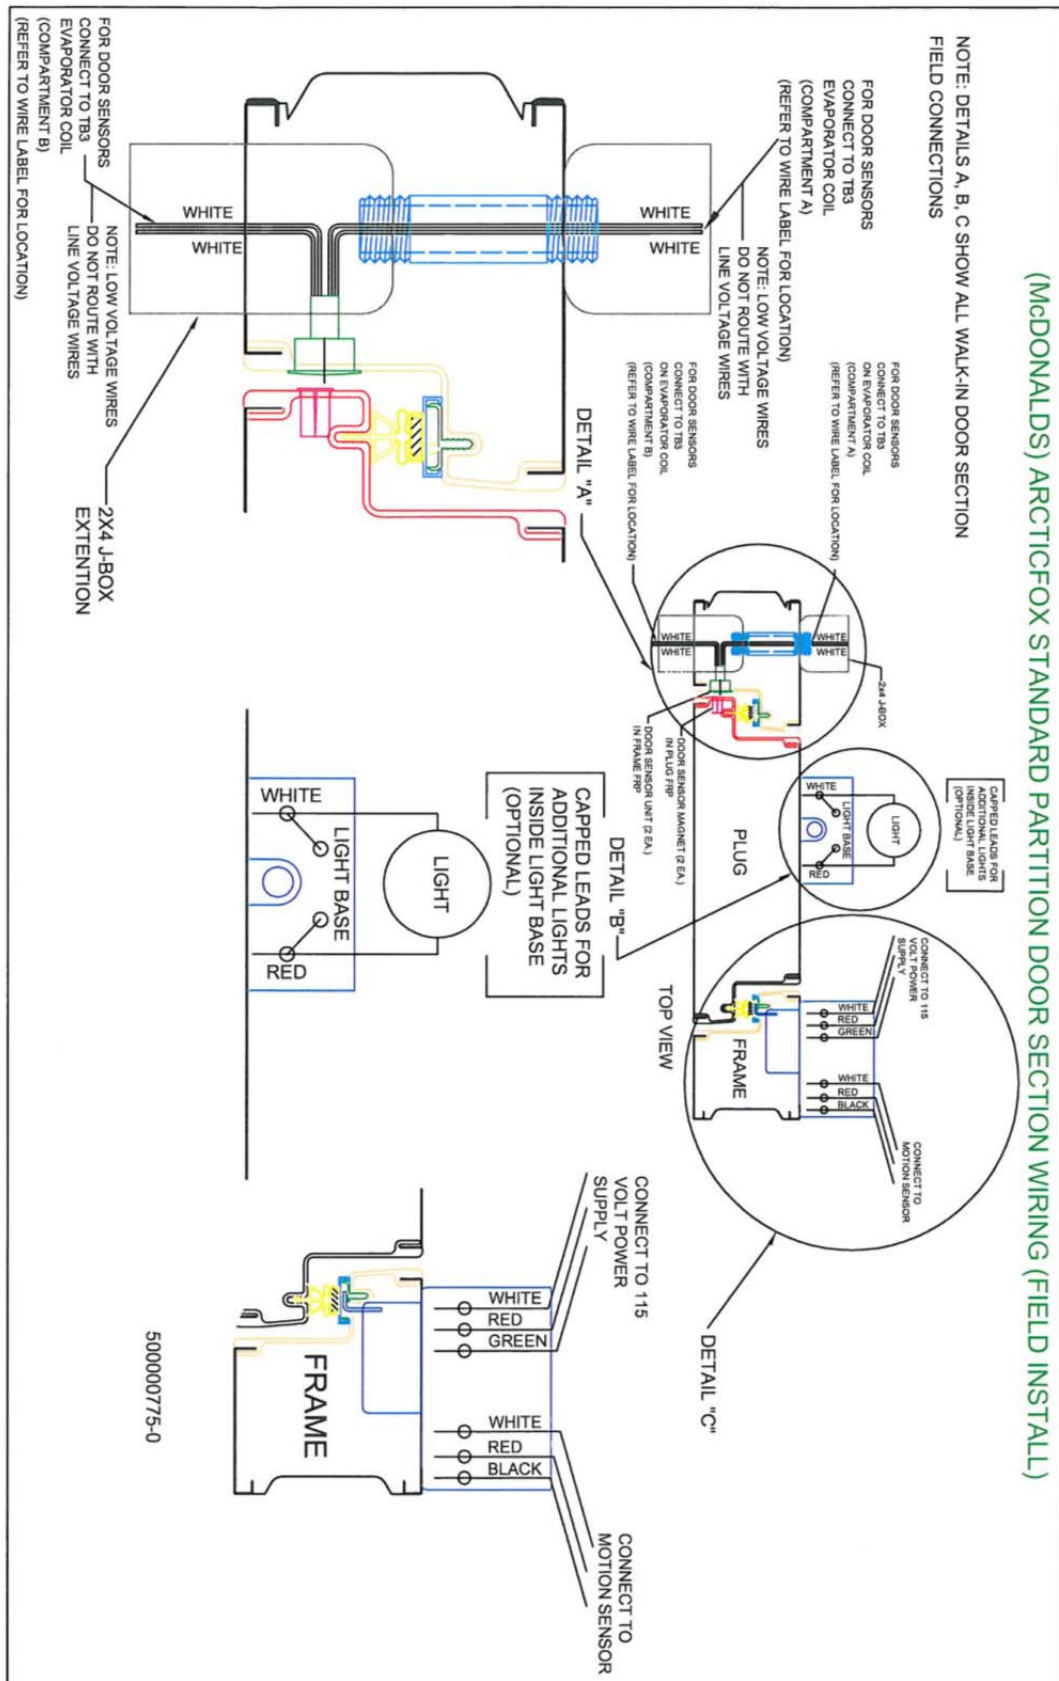 (McDONALDS) ARCTICFOX STANDARD PARTITION DOOR SECTION WIRING (FIELD INSTALL)
NOTE: DETAILS A, B, C SHOW ALL WALK-IN DOOR SECTION
FIELD CONNECTIONS
FOR DOOR SENSORS
CONNECT TO TB3
ON EVAPORATOR COIL
(COMPARTMENT A)
(REFER TO WIRE LABEL FOR LOCATION)
FOR DOOR SENSORS
CONNECT TO TB3
ON EVAPORATOR COIL
(COMPARTMENT B)
(REFER TO WIRE LABEL FOR LOCATION)
WHITE
WHITE
WHITE
WHITE
2x4 J-BOX
DOOR SENSOR MAGNET (2 EA.)
IN PLUG FRP
DOOR SENSOR UNIT (2 EA.)
IN FRAME FRP
CAPPED LEADS FOR
ADDITIONAL LIGHTS
INSIDE LIGHT BASE
(OPTIONAL)
LIGHT
WHITE
LIGHT BASE
RED
PLUG
TOP VIEW
CONNECT TO 115
VOLT POWER
SUPPLY
WHITE
RED
GREEN
WHITE
RED
BLACK
CONNECT TO
MOTION SENSOR
FRAME
DETAIL "A"
DETAIL "B"
DETAIL "C"
FOR DOOR SENSORS
CONNECT TO TB3
EVAPORATOR COIL
(COMPARTMENT A)
(REFER TO WIRE LABEL FOR LOCATION)
NOTE: LOW VOLTAGE WIRES
DO NOT ROUTE WITH
LINE VOLTAGE WIRES
WHITE
WHITE
WHITE
WHITE
FOR DOOR SENSORS
CONNECT TO TB3
EVAPORATOR COIL
(COMPARTMENT B)
(REFER TO WIRE LABEL FOR LOCATION)
NOTE: LOW VOLTAGE WIRES
DO NOT ROUTE WITH
LINE VOLTAGE WIRES
2X4 J-BOX
EXTENTION
CAPPED LEADS FOR
ADDITIONAL LIGHTS
INSIDE LIGHT BASE
(OPTIONAL)
LIGHT
WHITE
LIGHT BASE
RED
CONNECT TO 115
VOLT POWER
SUPPLY
WHITE
RED
GREEN
WHITE
RED
BLACK
CONNECT TO
MOTION SENSOR
FRAME
500000775-0